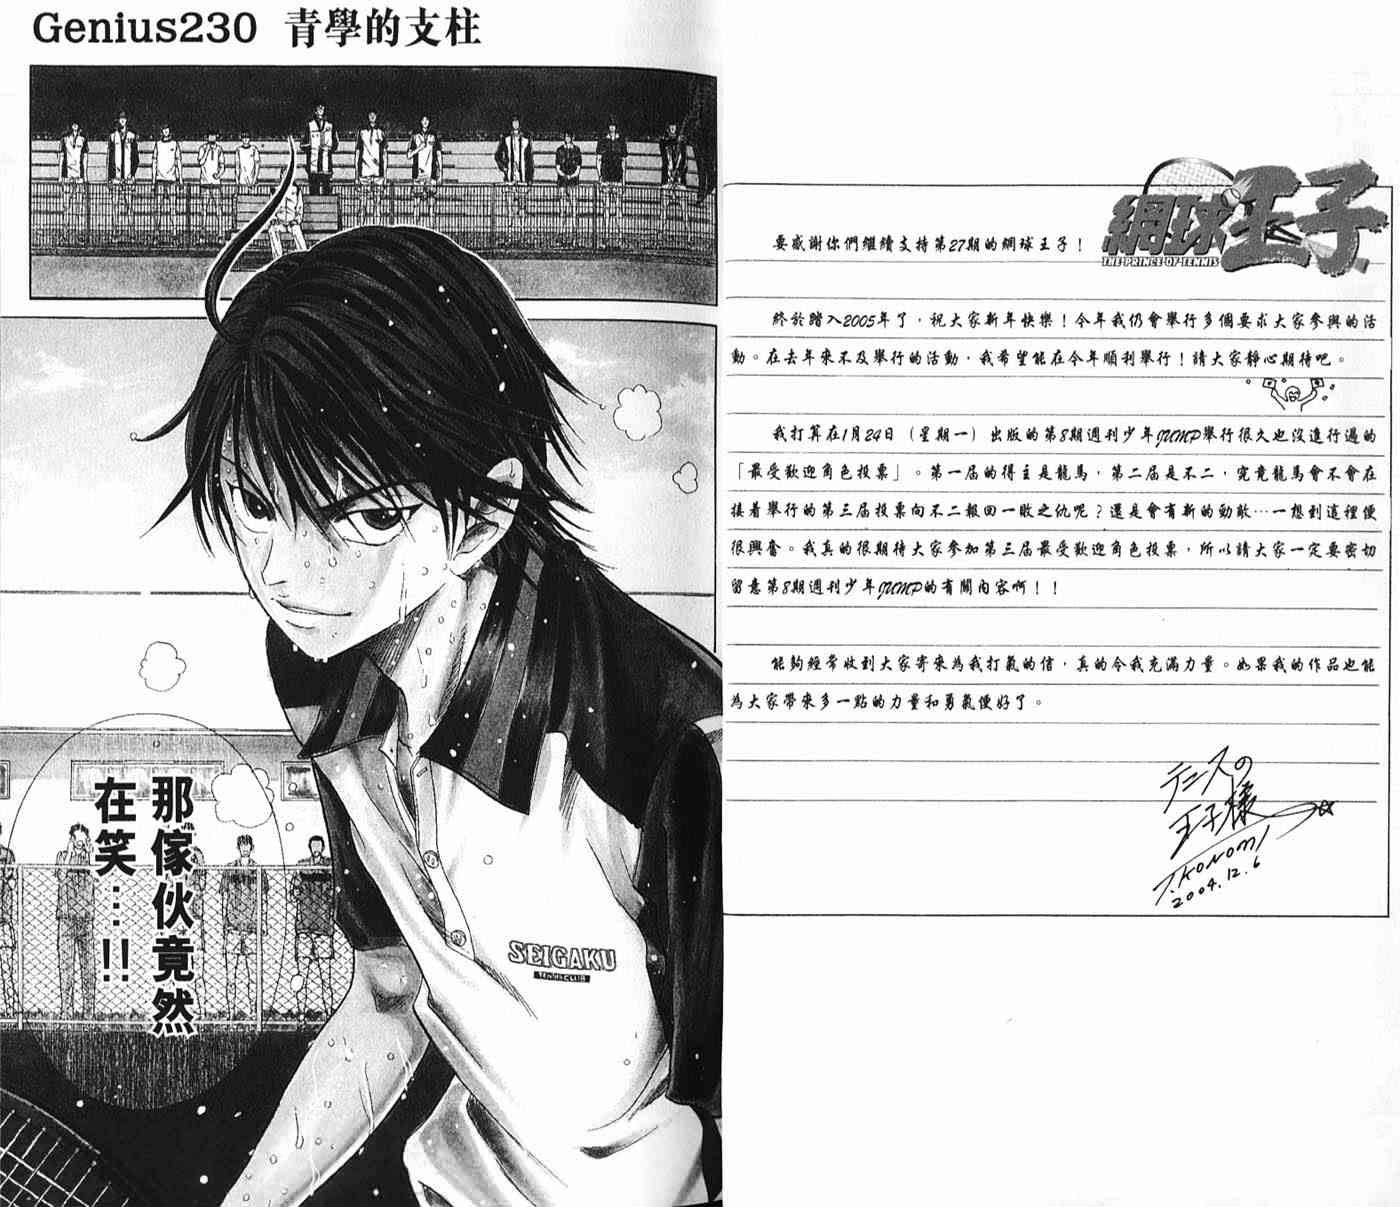 Genius230 青學的支柱
那傢伙竟然
在笑…!!
SEIGAKU
TENNIS CLUB
網球王子
THE PRINCE OF TENNIS
要感謝你們繼續支持第27期的網球王子!
終於踏入2005年了,祝大家新年快樂!今年我仍會舉行多個要求大家參與的活
動。在去年來不及舉行的活動,我希望能在今年順利舉行!請大家靜心期待吧。
我打算在1月24日(星期一)出版的第8期週刊少年JUMP舉行很久也沒進行過的
「最受歡迎角色投票」。第一屆的得主是龍馬,第二屆是不二,究竟龍馬會不會在
接着舉行的第三屆投票向不二報回一敗之仇呢?還是會有新的勁敵…一想到這裡便
很興奮。我真的很期待大家參加第三屆最受歡迎角色投票,所以請大家一定要密切
留意第8期週刊少年JUMP的有關內容啊!!
能夠經常收到大家寄來為我打氣的信,真的令我充滿力量。如果我的作品也能
為大家帶來多一點的力量和勇氣便好了。
テニスの
王子様
T.KONOMI
2004.12.6